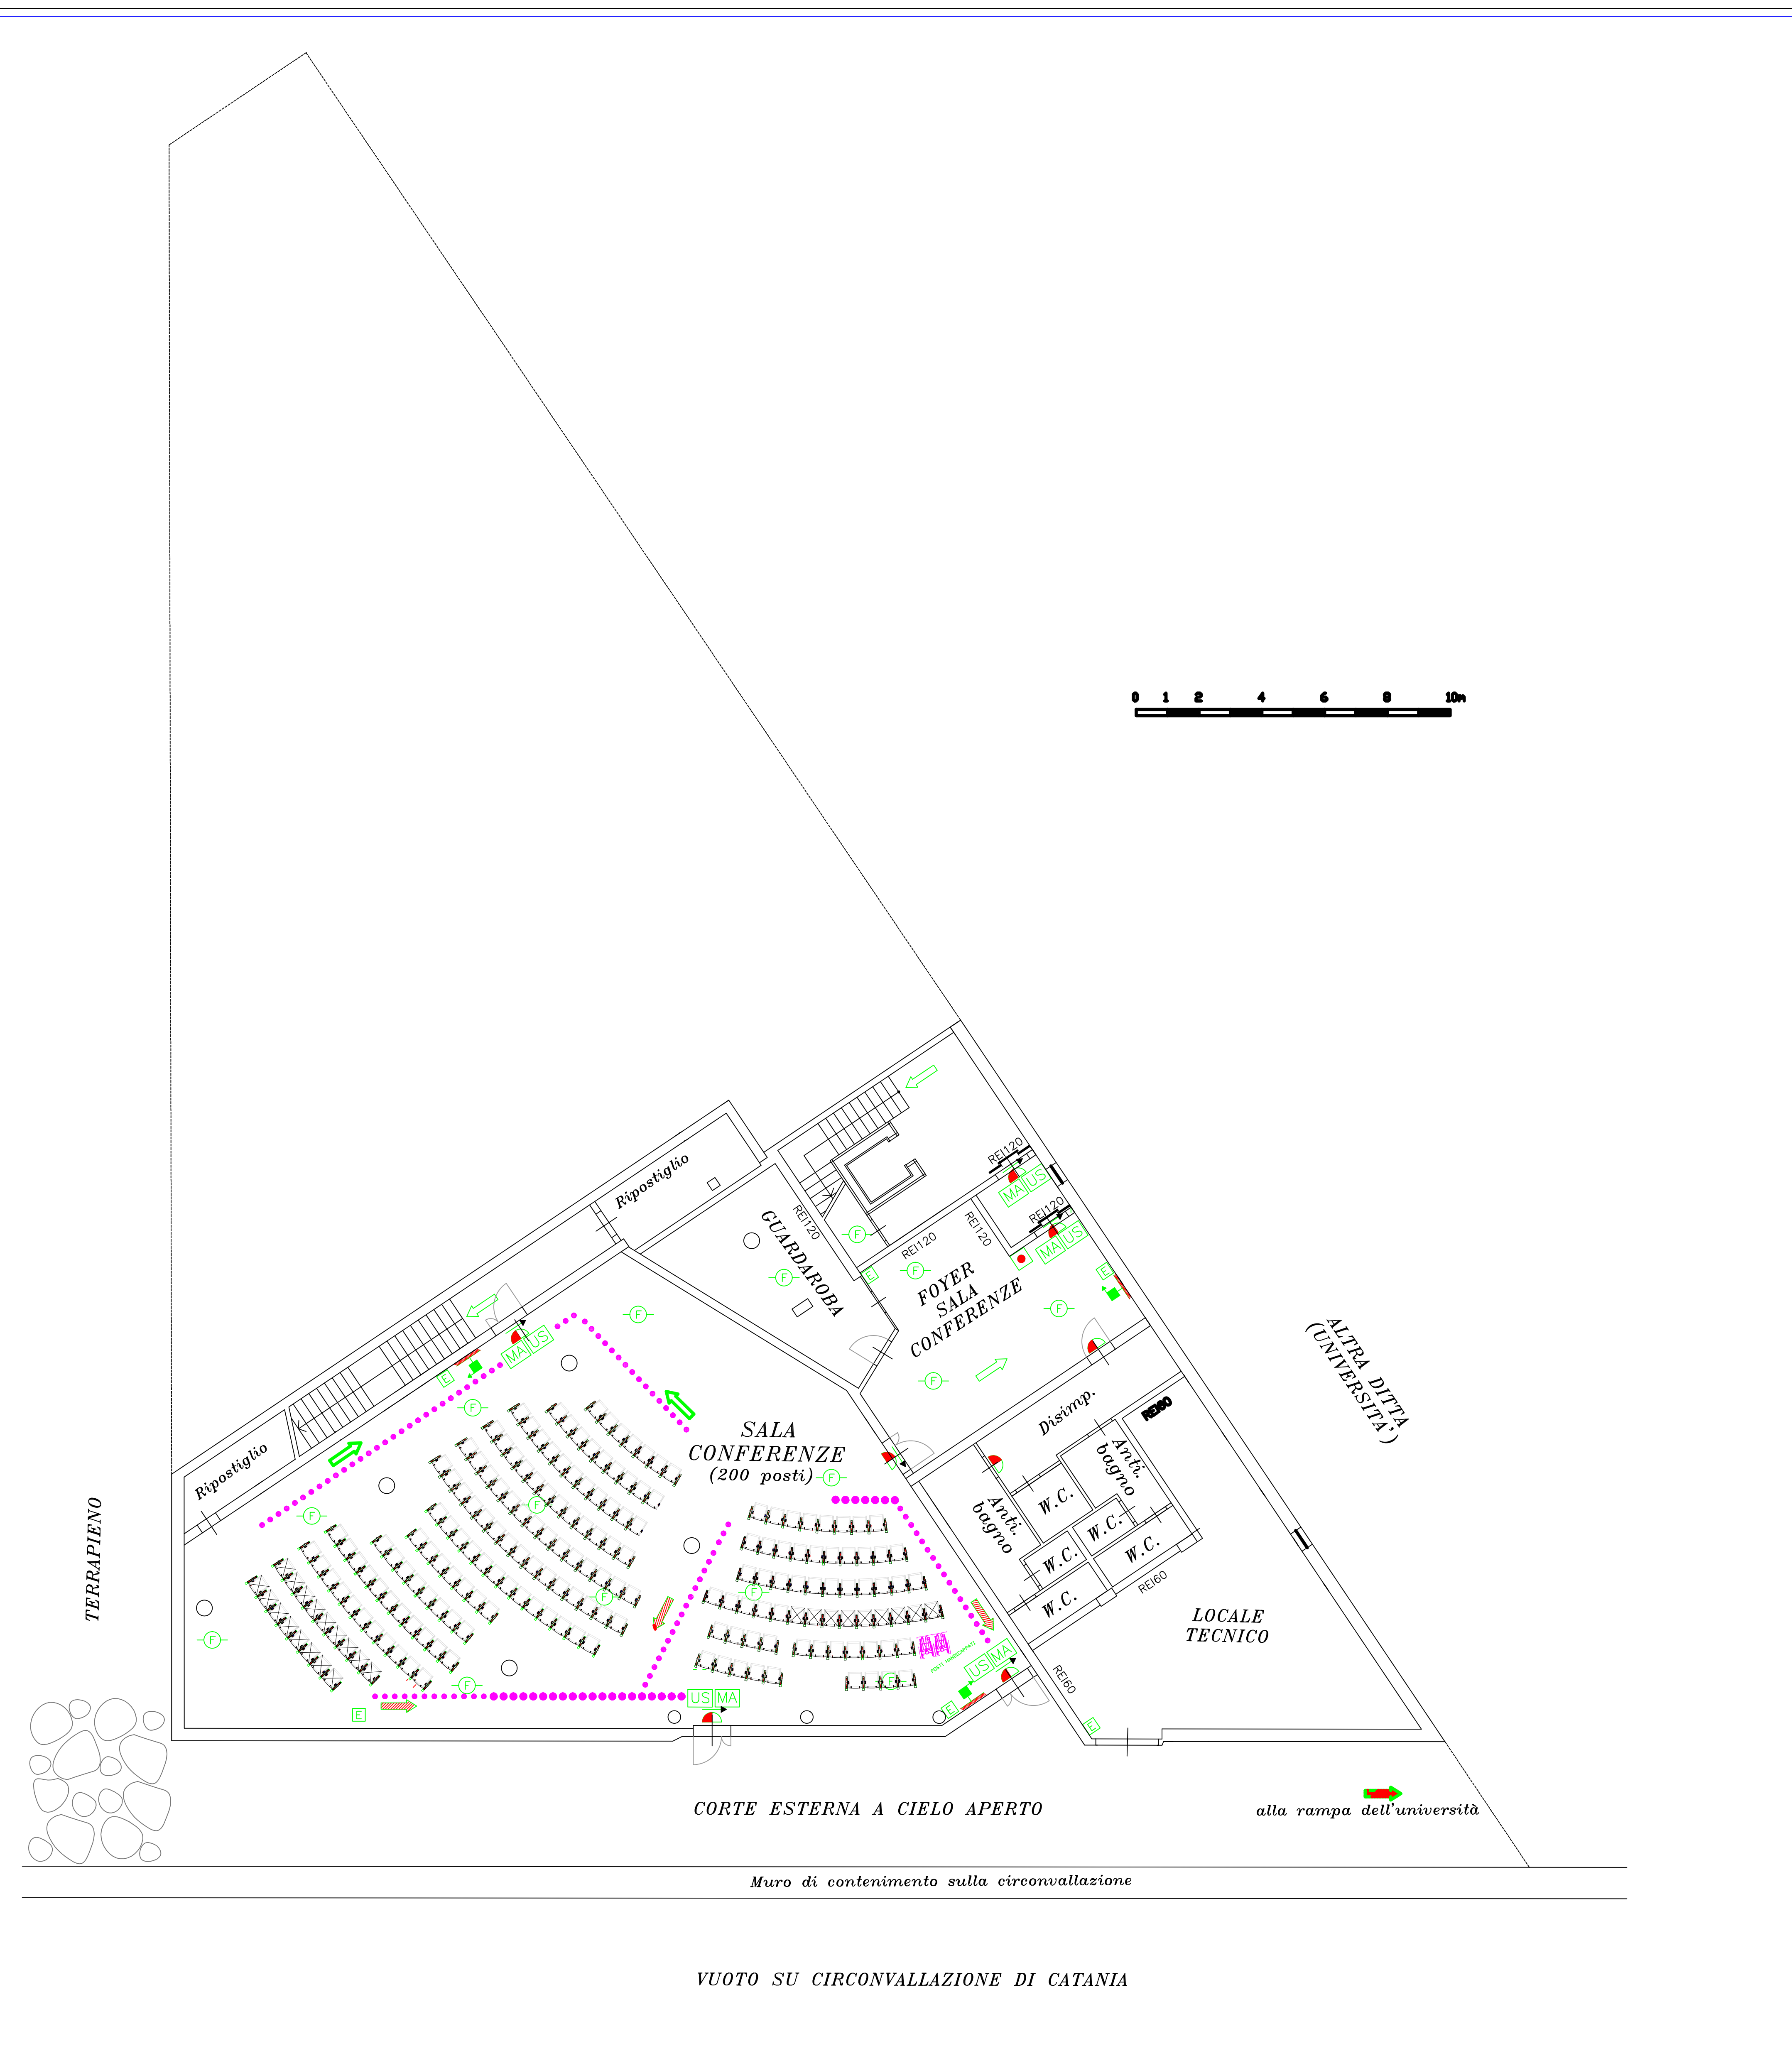 0 1 2 4 6 8 10m
REI120
MA US
Ripostiglio
REI120
REI120
GUARDAROBA
REI120
REI120
MA US
F
F
E
F
E
FOYER
SALA
CONFERENZE
F
F
F
MA US
E
F
ALTRA DITTA
(UNIVERSITA')
Disimp.
REI60
SALA
CONFERENZE
(200 posti)
F
Ripostiglio
Anti.
bagno
Anti.
bagno
W.C.
W.C.
W.C.
W.C.
W.C.
F
F
F
F
F
TERRAPIENO
REI60
LOCALE
TECNICO
POSTI HANDICAPPATI
US MA
F
F
REI60
US MA
E
E
E
CORTE ESTERNA A CIELO APERTO
alla rampa dell'università
Muro di contenimento sulla circonvallazione
VUOTO SU CIRCONVALLAZIONE DI CATANIA